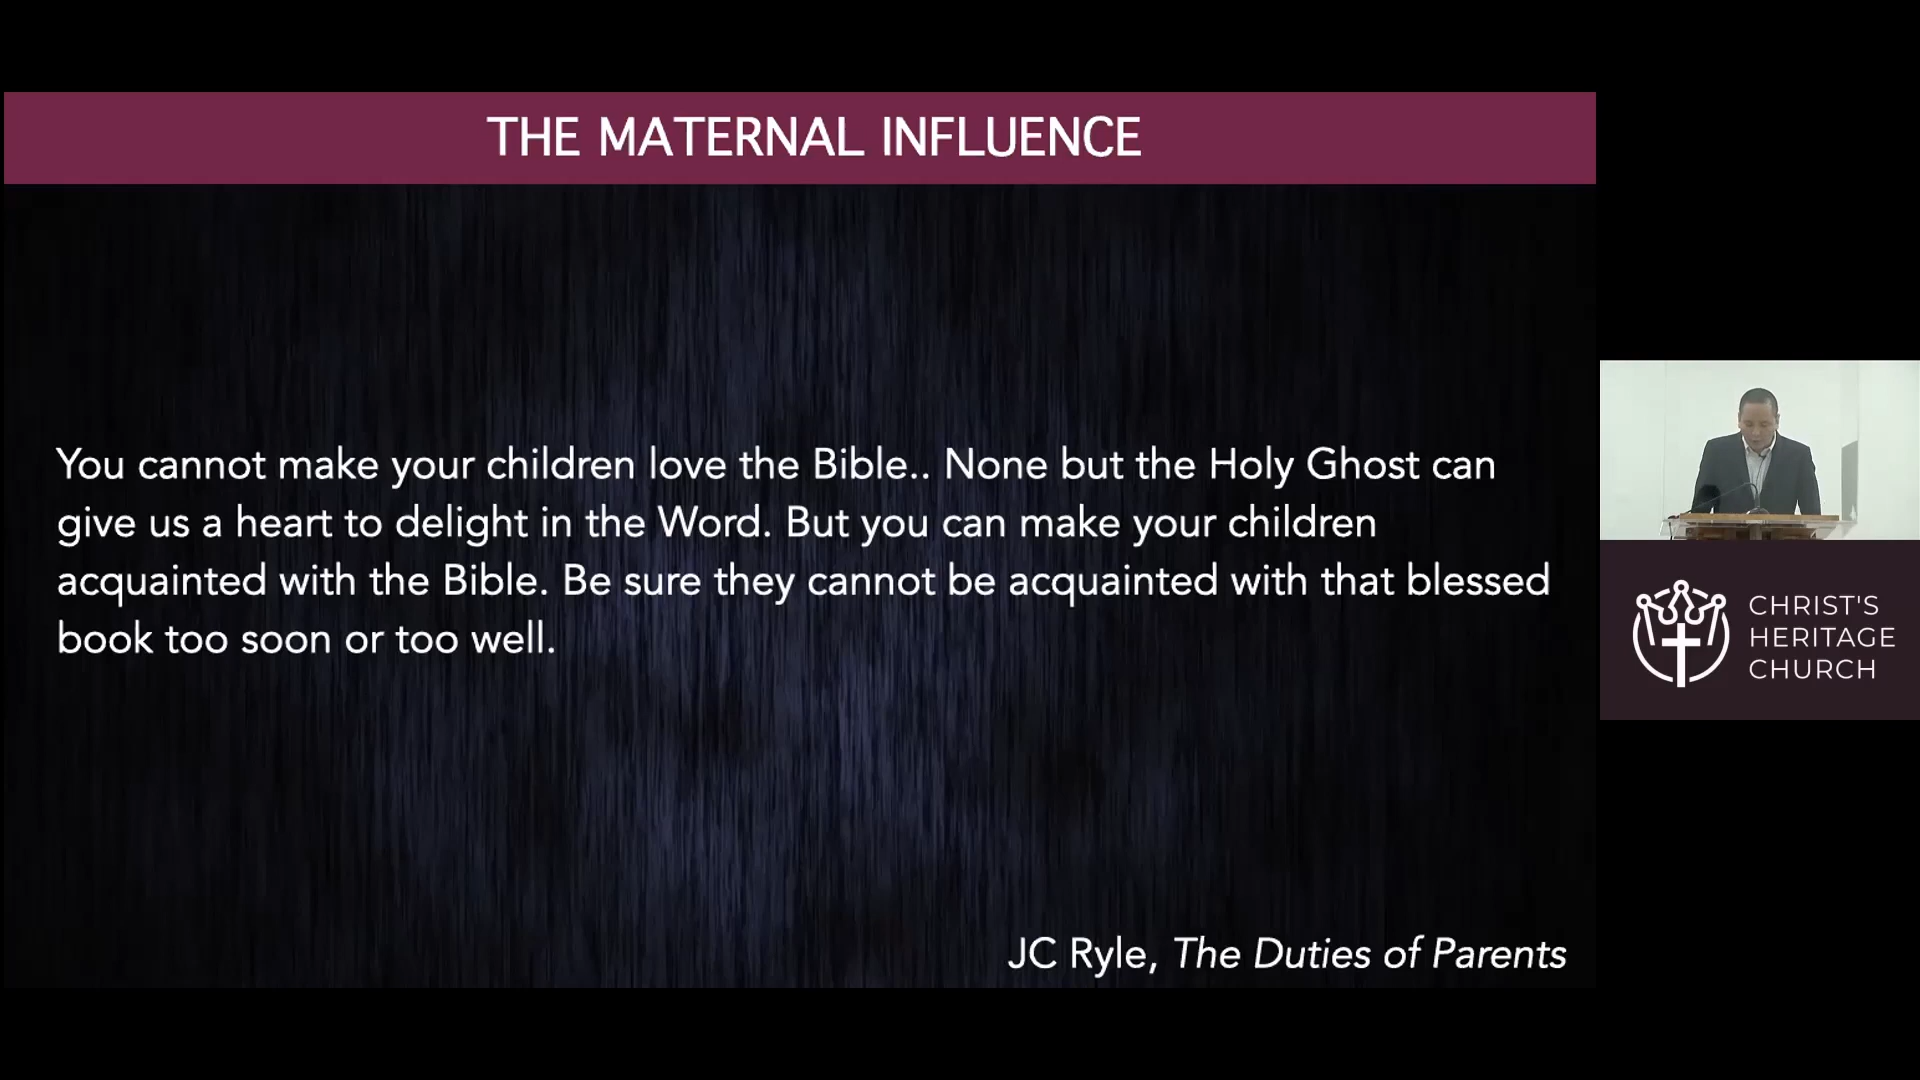 THE MATERNAL INFLUENCE
You cannot make your children love the Bible.. None but the Holy Ghost can
give us a heart to delight in the Word. But you can make your children
acquainted with the Bible. Be sure they cannot be acquainted with that blessed
book too soon or too well.
JC Ryle, The Duties of Parents
CHRIST'S
HERITAGE
CHURCH